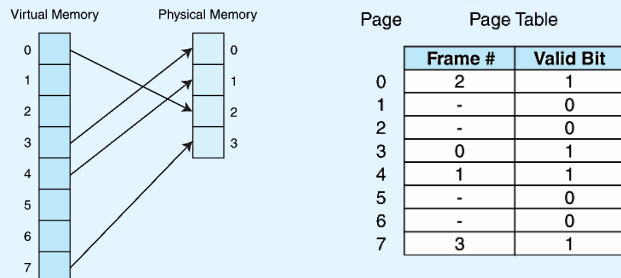 Virtual Memory
Physical Memory
0
1
2
3
4
5
6
7
0
1
2
3
Page
Page Table
Frame # Valid Bit
0 2 1
1 - 0
2 - 0
3 0 1
4 1 1
5 - 0
6 - 0
7 3 1